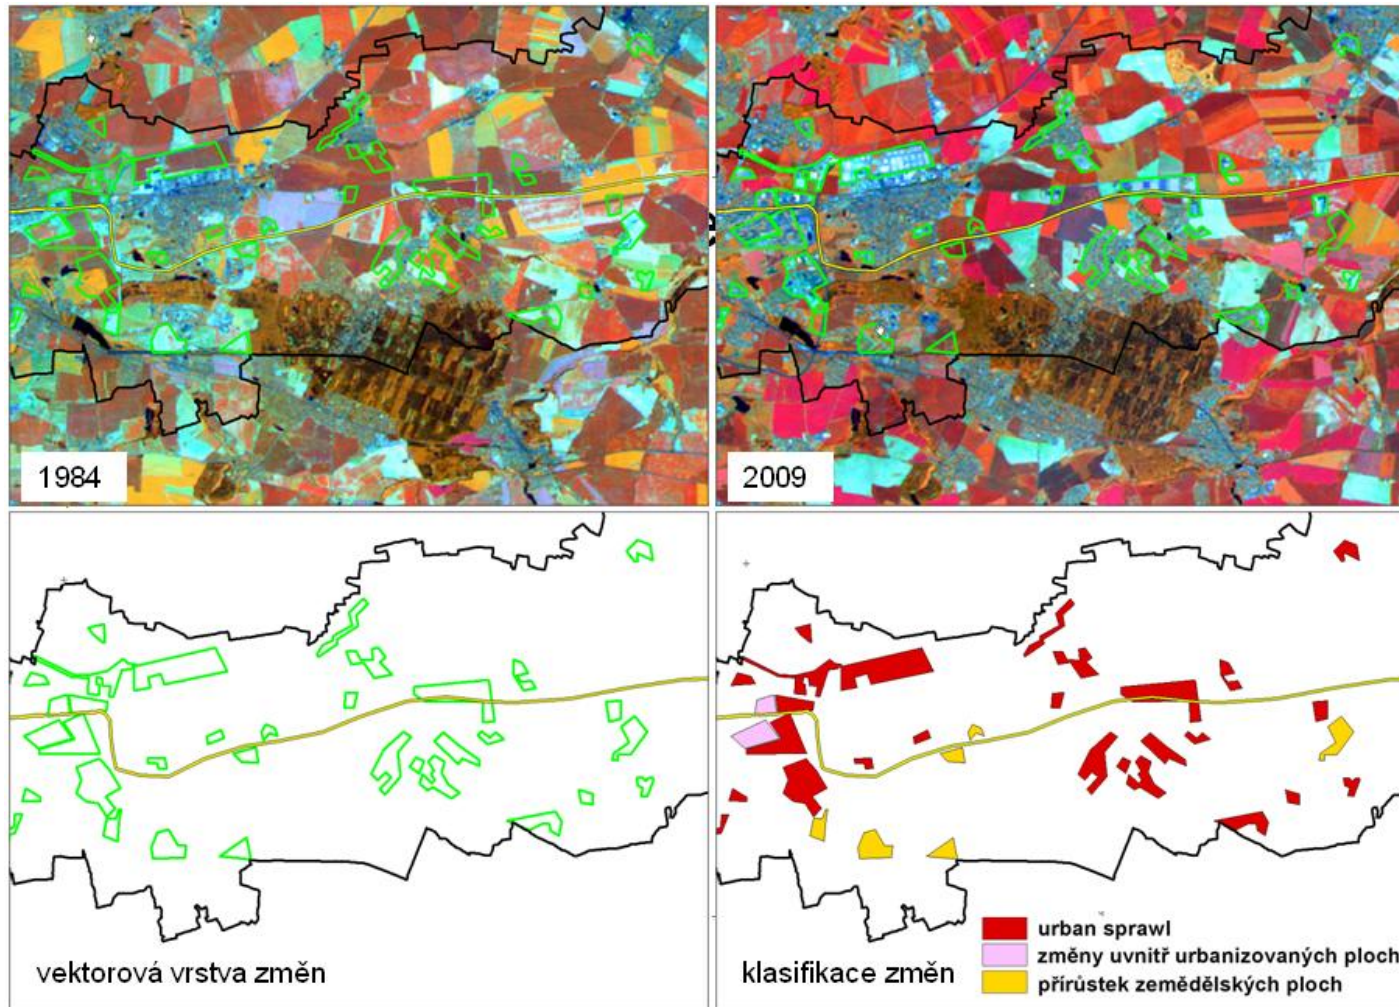 1984
2009
vektorová vrstva změn
klasifikace změn
urban sprawl
změny uvnitř urbanizovaných ploch
přírůstek zemědělských ploch